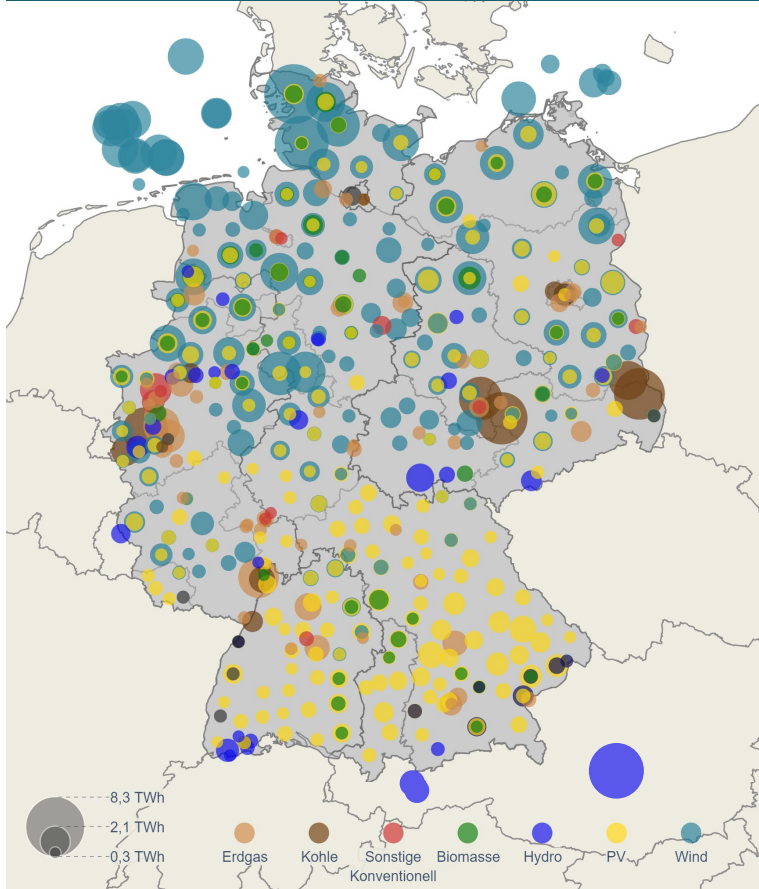 8,3 TWh
2,1 TWh
0,3 TWh
Erdgas Kohle Sonstige Biomasse Hydro PV Wind
Konventionell